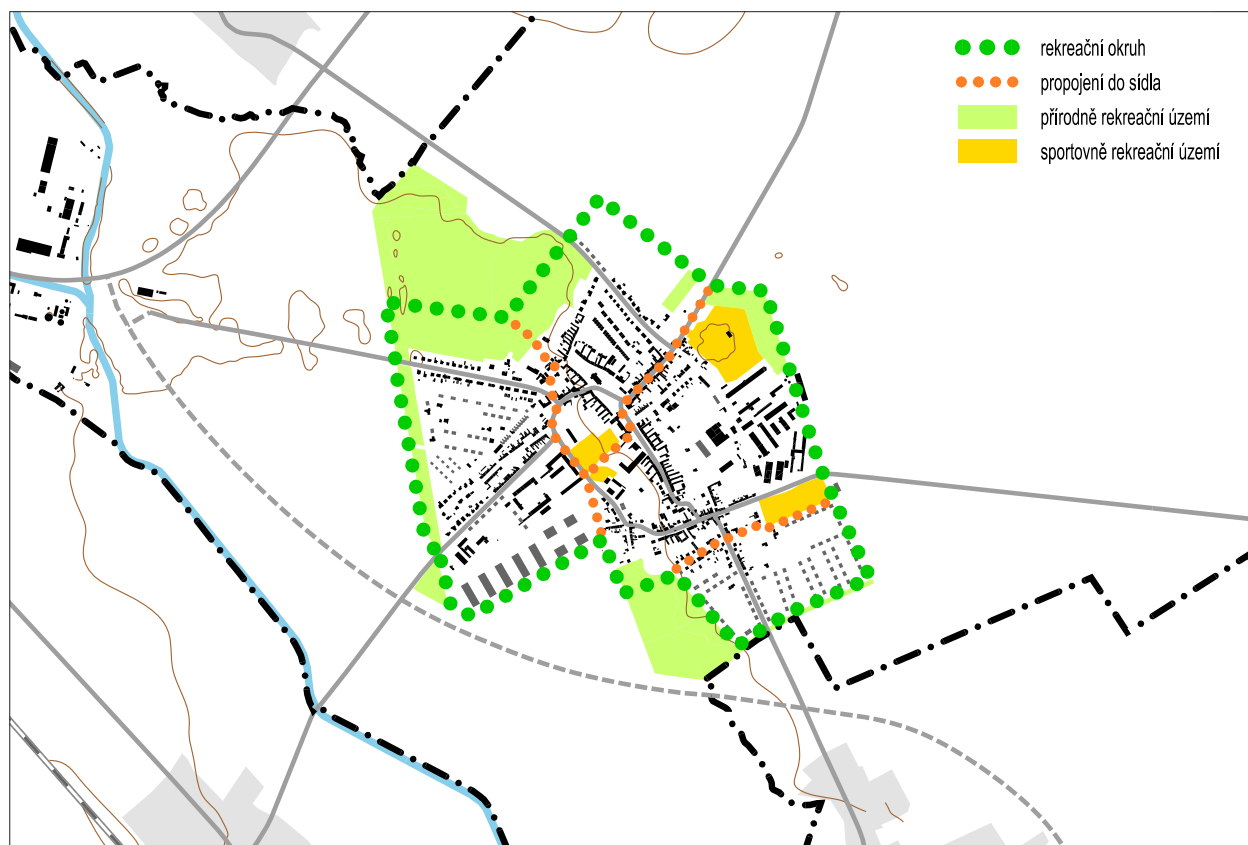 rekreační okruh
propojení do sídla
přírodně rekreační území
sportovně rekreační území